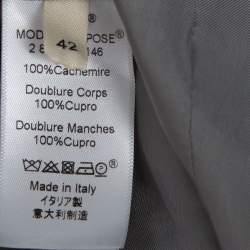 ®
MOD POSE®
2 8 146
42
100%Cachemire
Doublure Corps
100%Cupro
Doublure Manches
100%Cupro
Made in Italy
イタリア製
意大利制造